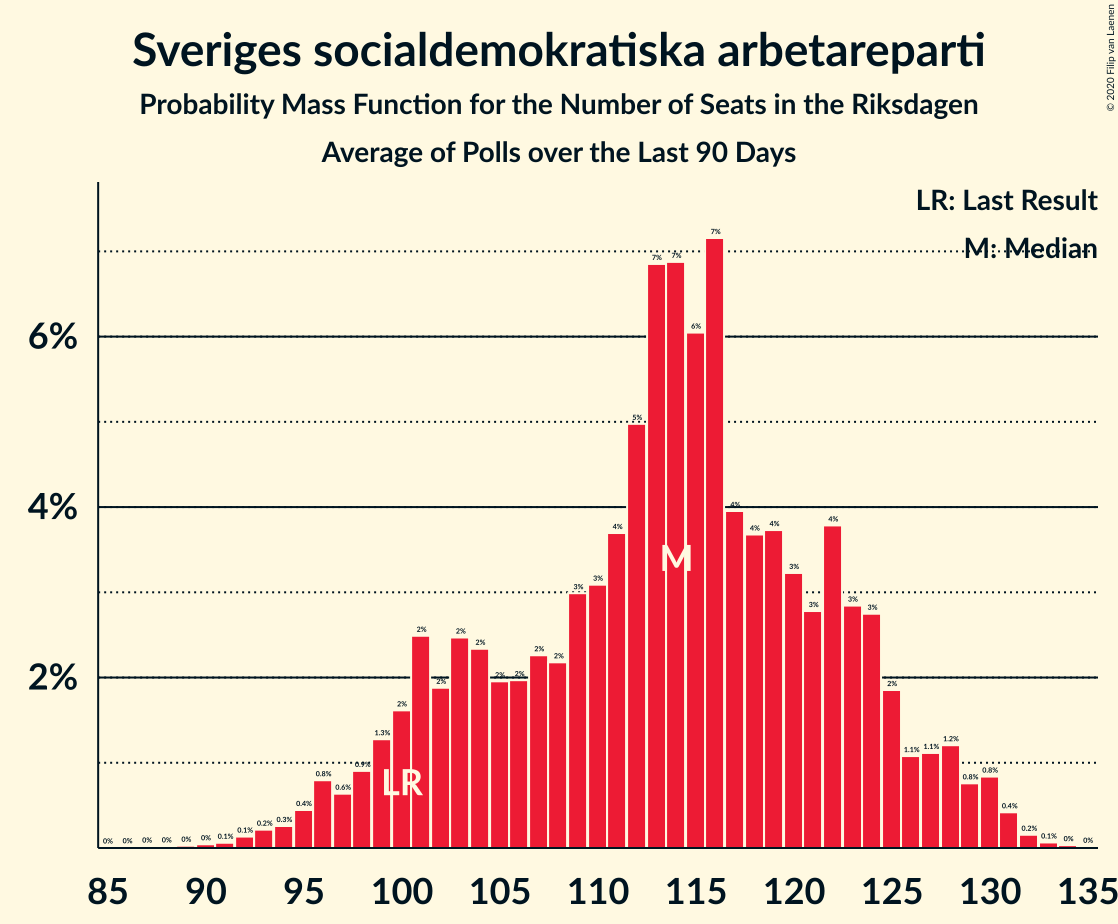 Sveriges socialdemokratiska arbetareparti
Probability Mass Function for the Number of Seats in the Riksdagen
Average of Polls over the Last 90 Days
© 2020 Filip van Laenen
LR: Last Result
M: Median
6%
4%
2%
0% 0% 0% 0% 0% 0% 0.1% 0.1% 0.2% 0.3% 0.4% 0.8% 0.6% 0.9% 1.3% 2% 2% 2% 2% 2% 2% 2% 2% 2% 3% 3% 4% 5% 7% 7% 6% 7% 4% 4% 4% 3% 3% 4% 3% 3% 2% 1.1% 1.1% 1.2% 0.8% 0.8% 0.4% 0.2% 0.1% 0% 0%
M
LR
85 90 95 100 105 110 115 120 125 130 135